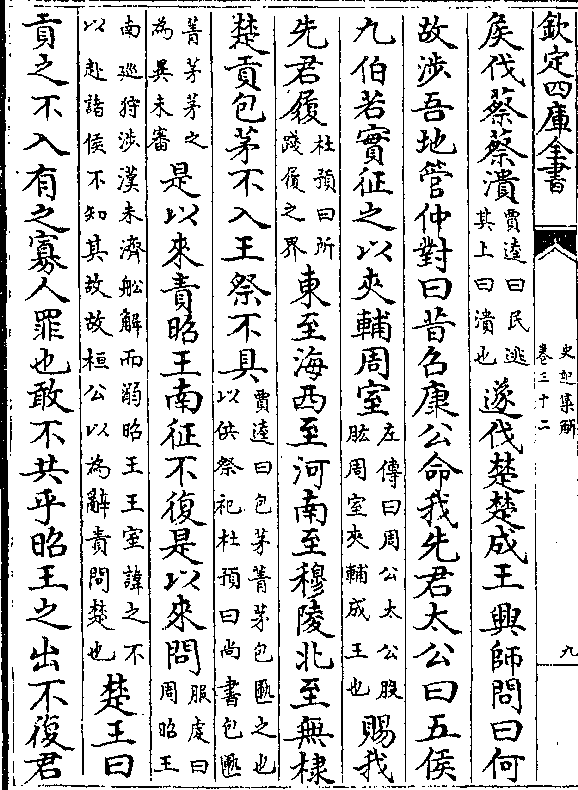 欽定四庫全書
史記集解
卷三十二
九
侯伐蔡蔡潰賈逵曰民逃其上曰潰也遂伐楚楚成王興師問曰何
故涉吾地管仲對曰昔召康公命我先君太公曰五侯
九伯若實征之以夾輔周室左傳曰周公太公股肱周室夾輔成王也賜我
先君履杜預曰所踐履之界東至海西至河南至穆陵北至無棣
楚貢包茅不入王祭不具賈逵曰包茅菁茅包匭之也以供祭祀杜預曰尚書包匭
菁茅茅之為異未審是以來責昭王南征不復是以來問服虔曰周昭王
南廵狩涉漢未濟舩解而溺昭王王室諱之不以赴諸侯不知其故故桓公以為辭責問楚也楚王曰
貢之不入有之寡人罪也敢不共乎昭王之出不復君